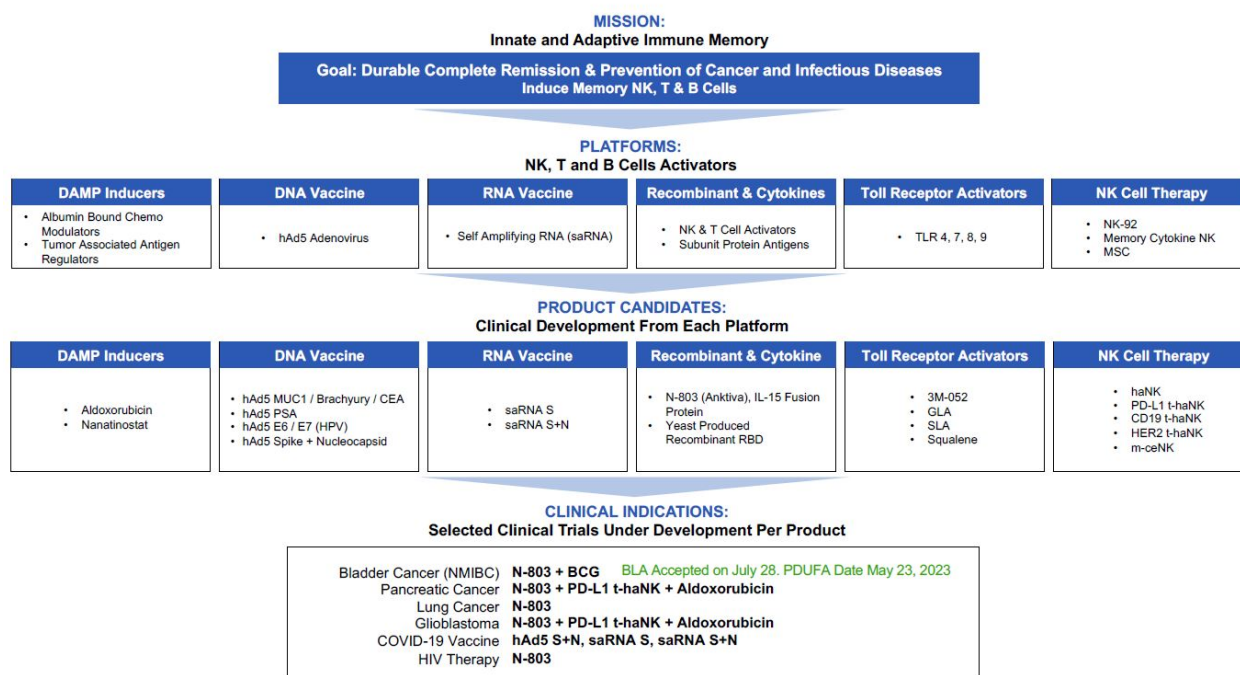 MISSION:
Innate and Adaptive Immune Memory
Goal: Durable Complete Remission & Prevention of Cancer and Infectious Diseases
Induce Memory NK, T & B Cells
PLATFORMS:
NK, T and B Cells Activators
DAMP Inducers
• Albumin Bound Chemo
Modulators
• Tumor Associated Antigen
Regulators
DNA Vaccine
• hAd5 Adenovirus
RNA Vaccine
• Self Amplifying RNA (saRNA)
Recombinant & Cytokines
• NK & T Cell Activators
• Subunit Protein Antigens
Toll Receptor Activators
• TLR 4, 7, 8, 9
NK Cell Therapy
• NK-92
• Memory Cytokine NK
• MSC
PRODUCT CANDIDATES:
Clinical Development From Each Platform
DAMP Inducers
• Aldoxorubicin
• Nanatinostat
DNA Vaccine
• hAd5 MUC1 / Brachyury / CEA
• hAd5 PSA
• hAd5 E6 / E7 (HPV)
• hAd5 Spike + Nucleocapsid
RNA Vaccine
• saRNA S
• saRNA S+N
Recombinant & Cytokine
• N-803 (Anktiva), IL-15 Fusion
Protein
• Yeast Produced
Recombinant RBD
Toll Receptor Activators
• 3M-052
• GLA
• SLA
• Squalene
NK Cell Therapy
• haNK
• PD-L1 t-haNK
• CD19 t-haNK
• HER2 t-haNK
• m-ceNK
CLINICAL INDICATIONS:
Selected Clinical Trials Under Development Per Product
Bladder Cancer (NMIBC) N-803 + BCG BLA Accepted on July 28. PDUFA Date May 23, 2023
Pancreatic Cancer N-803 + PD-L1 t-haNK + Aldoxorubicin
Lung Cancer N-803
Glioblastoma N-803 + PD-L1 t-haNK + Aldoxorubicin
COVID-19 Vaccine hAd5 S+N, saRNA S, saRNA S+N
HIV Therapy N-803